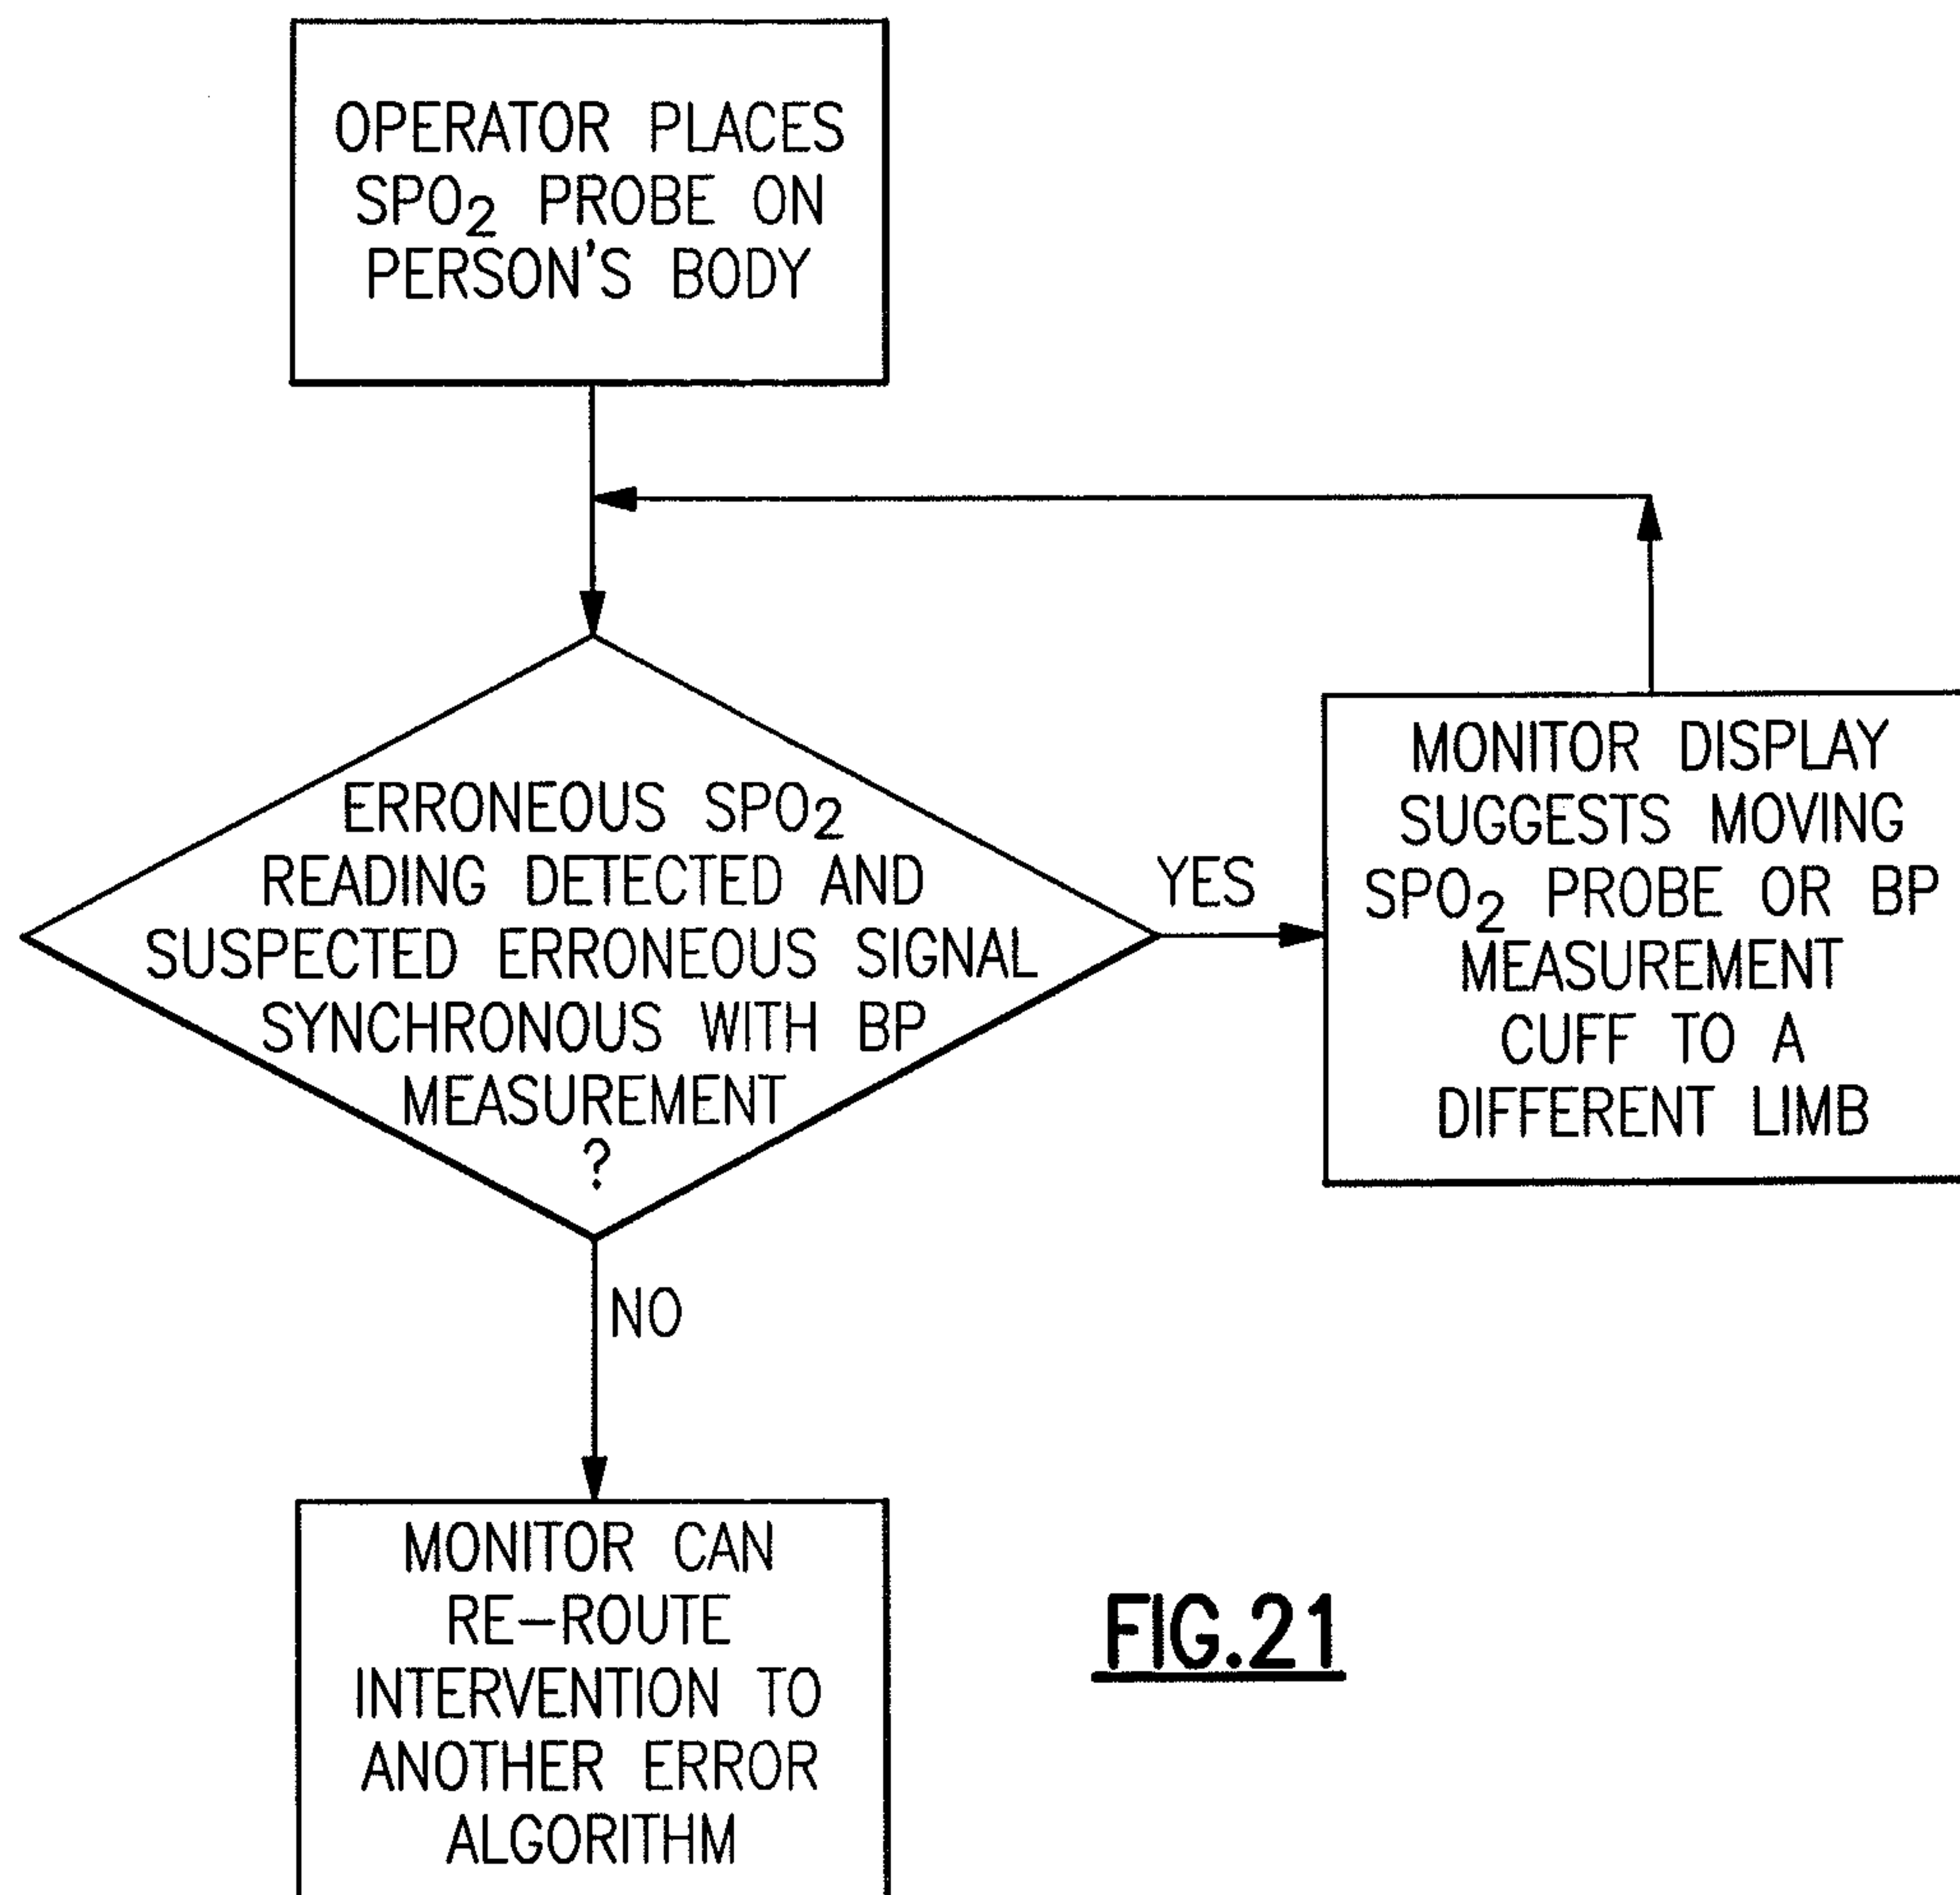 OPERATOR PLACES
SPO₂ PROBE ON
PERSON'S BODY
ERRONEOUS SPO₂
READING DETECTED AND
SUSPECTED ERRONEOUS SIGNAL
SYNCHRONOUS WITH BP
MEASUREMENT
?
YES
MONITOR DISPLAY
SUGGESTS MOVING
SPO₂ PROBE OR BP
MEASUREMENT
CUFF TO A
DIFFERENT LIMB
NO
MONITOR CAN
RE-ROUTE
INTERVENTION TO
ANOTHER ERROR
ALGORITHM
FIG.21